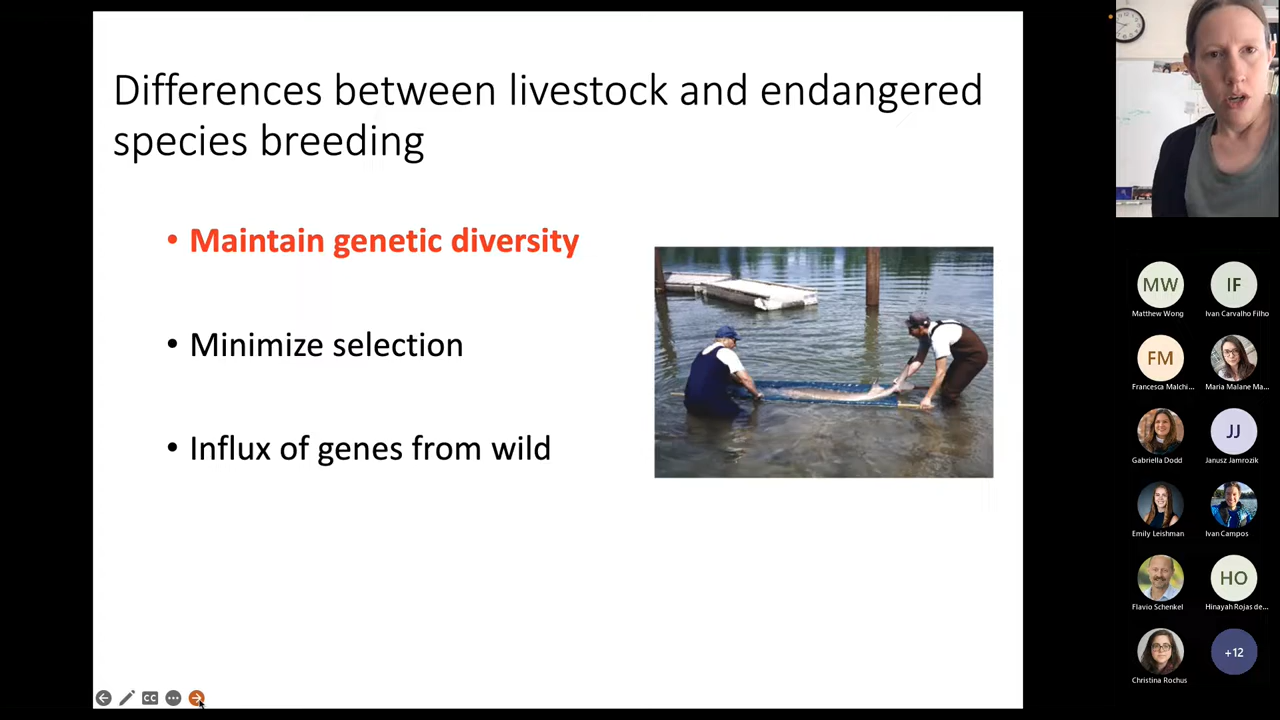 Differences between livestock and endangered
species breeding
• Maintain genetic diversity
• Minimize selection
• Influx of genes from wild
CC
MW
Matthew Wong
IF
Ivan Carvalho Filho
FM
Francesca Malchi...
Maria Malane Ma...
Gabriella Dodd
JJ
Janusz Jamrozik
Emily Leishman
Ivan Campos
Flavio Schenkel
HO
Hinayah Rojas de...
Christina Rochus
+12